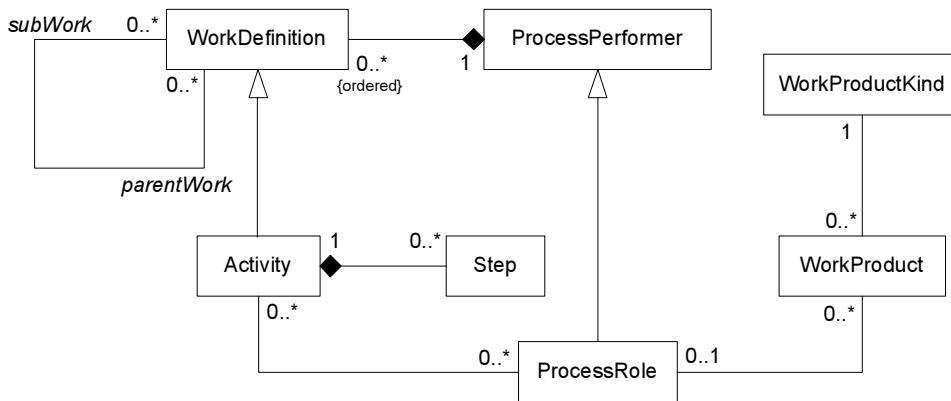 subWork
0..*
WorkDefinition
ProcessPerformer
0..*
0..*
{ordered}
1
WorkProductKind
1
parentWork
0..*
Activity
1
0..*
Step
WorkProduct
0..*
0..*
0..*
ProcessRole
0..1